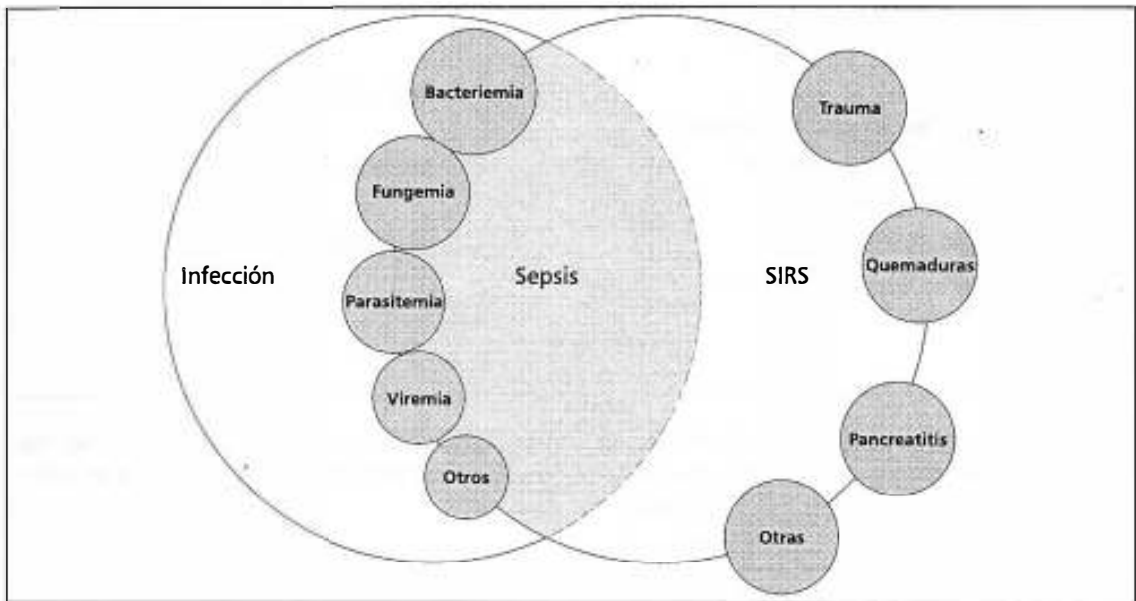 Bacteriemia
Trauma
Fungemia
Infección
Sepsis
SIRS
Quemaduras
Parasitemia
Viremia
Pancreatitis
Otros
Otras